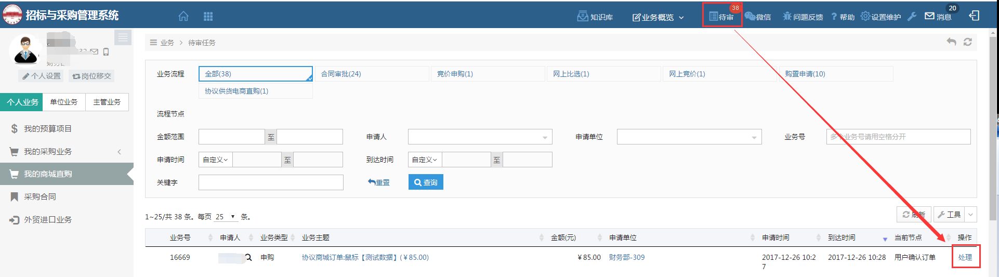 招标与采购管理系统
知识库
业务概览
待审
38
微信
问题反馈
? 帮助
设置维护
消息
20
个人设置
岗位移交
个人业务
单位业务
主管业务
我的预算项目
我的采购业务
我的商城直购
采购合同
外贸进口业务
业务 > 待审任务
业务流程
全部(38)
合同审批(24)
竞价申购(1)
网上比选(1)
网上竞价(1)
购置申请(10)
协议供货电商直购(1)
流程节点
金额范围
至
申请人
申请单位
业务号
多个业务号请用空格分开
申请时间
自定义
至
到达时间
自定义
至
关键字
重置
查询
1~25/共 38 条。每页 25 条。
刷新
工具
业务号 申请人 业务类型 业务主题 金额(元) 申请单位 申请时间 到达时间 当前节点 操作
16669 申购 协议商城订单:鼠标【测试数据】(￥85.00) ￥85.00 财务部-309 2017-12-26 10:2 2017-12-26 10:28 用户确认订单 处理
7